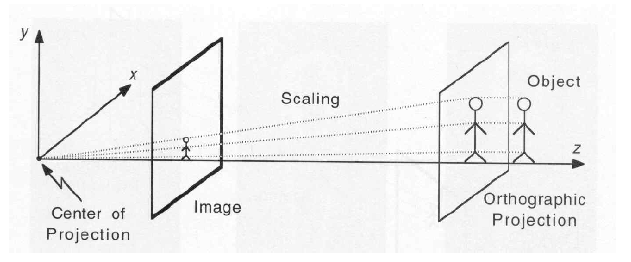 y
x
Scaling
Object
z
Center of
Projection
Image
Orthographic
Projection